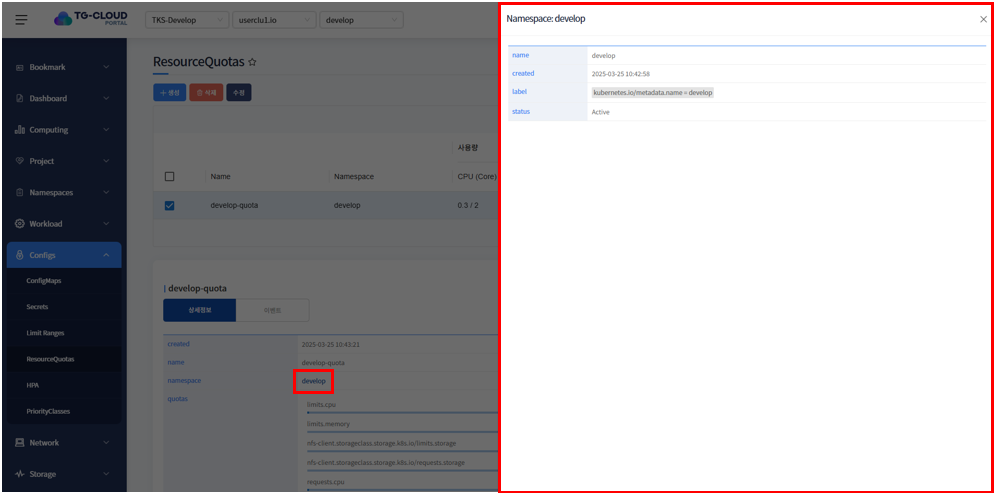 TG-CLOUD
PORTAL
TKS-Develop
userclu1.io
develop
Bookmark
Dashboard
Computing
Project
Namespaces
Workload
Configs
ConfigMaps
Secrets
Limit Ranges
ResourceQuotas
HPA
PriorityClasses
Network
Storage
ResourceQuotas
+ 생성
삭제
수정
사용량
Name
Namespace
CPU (Core)
develop-quota
develop
0.3 / 2
develop-quota
상세정보
이벤트
created
2025-03-25 10:43:21
name
develop-quota
namespace
develop
quotas
limits.cpu
limits.memory
nfs-client.storageclass.storage.k8s.io/limits.storage
nfs-client.storageclass.storage.k8s.io/requests.storage
requests.cpu
Namespace: develop
name
develop
created
2025-03-25 10:42:58
label
kubernetes.io/metadata.name = develop
status
Active